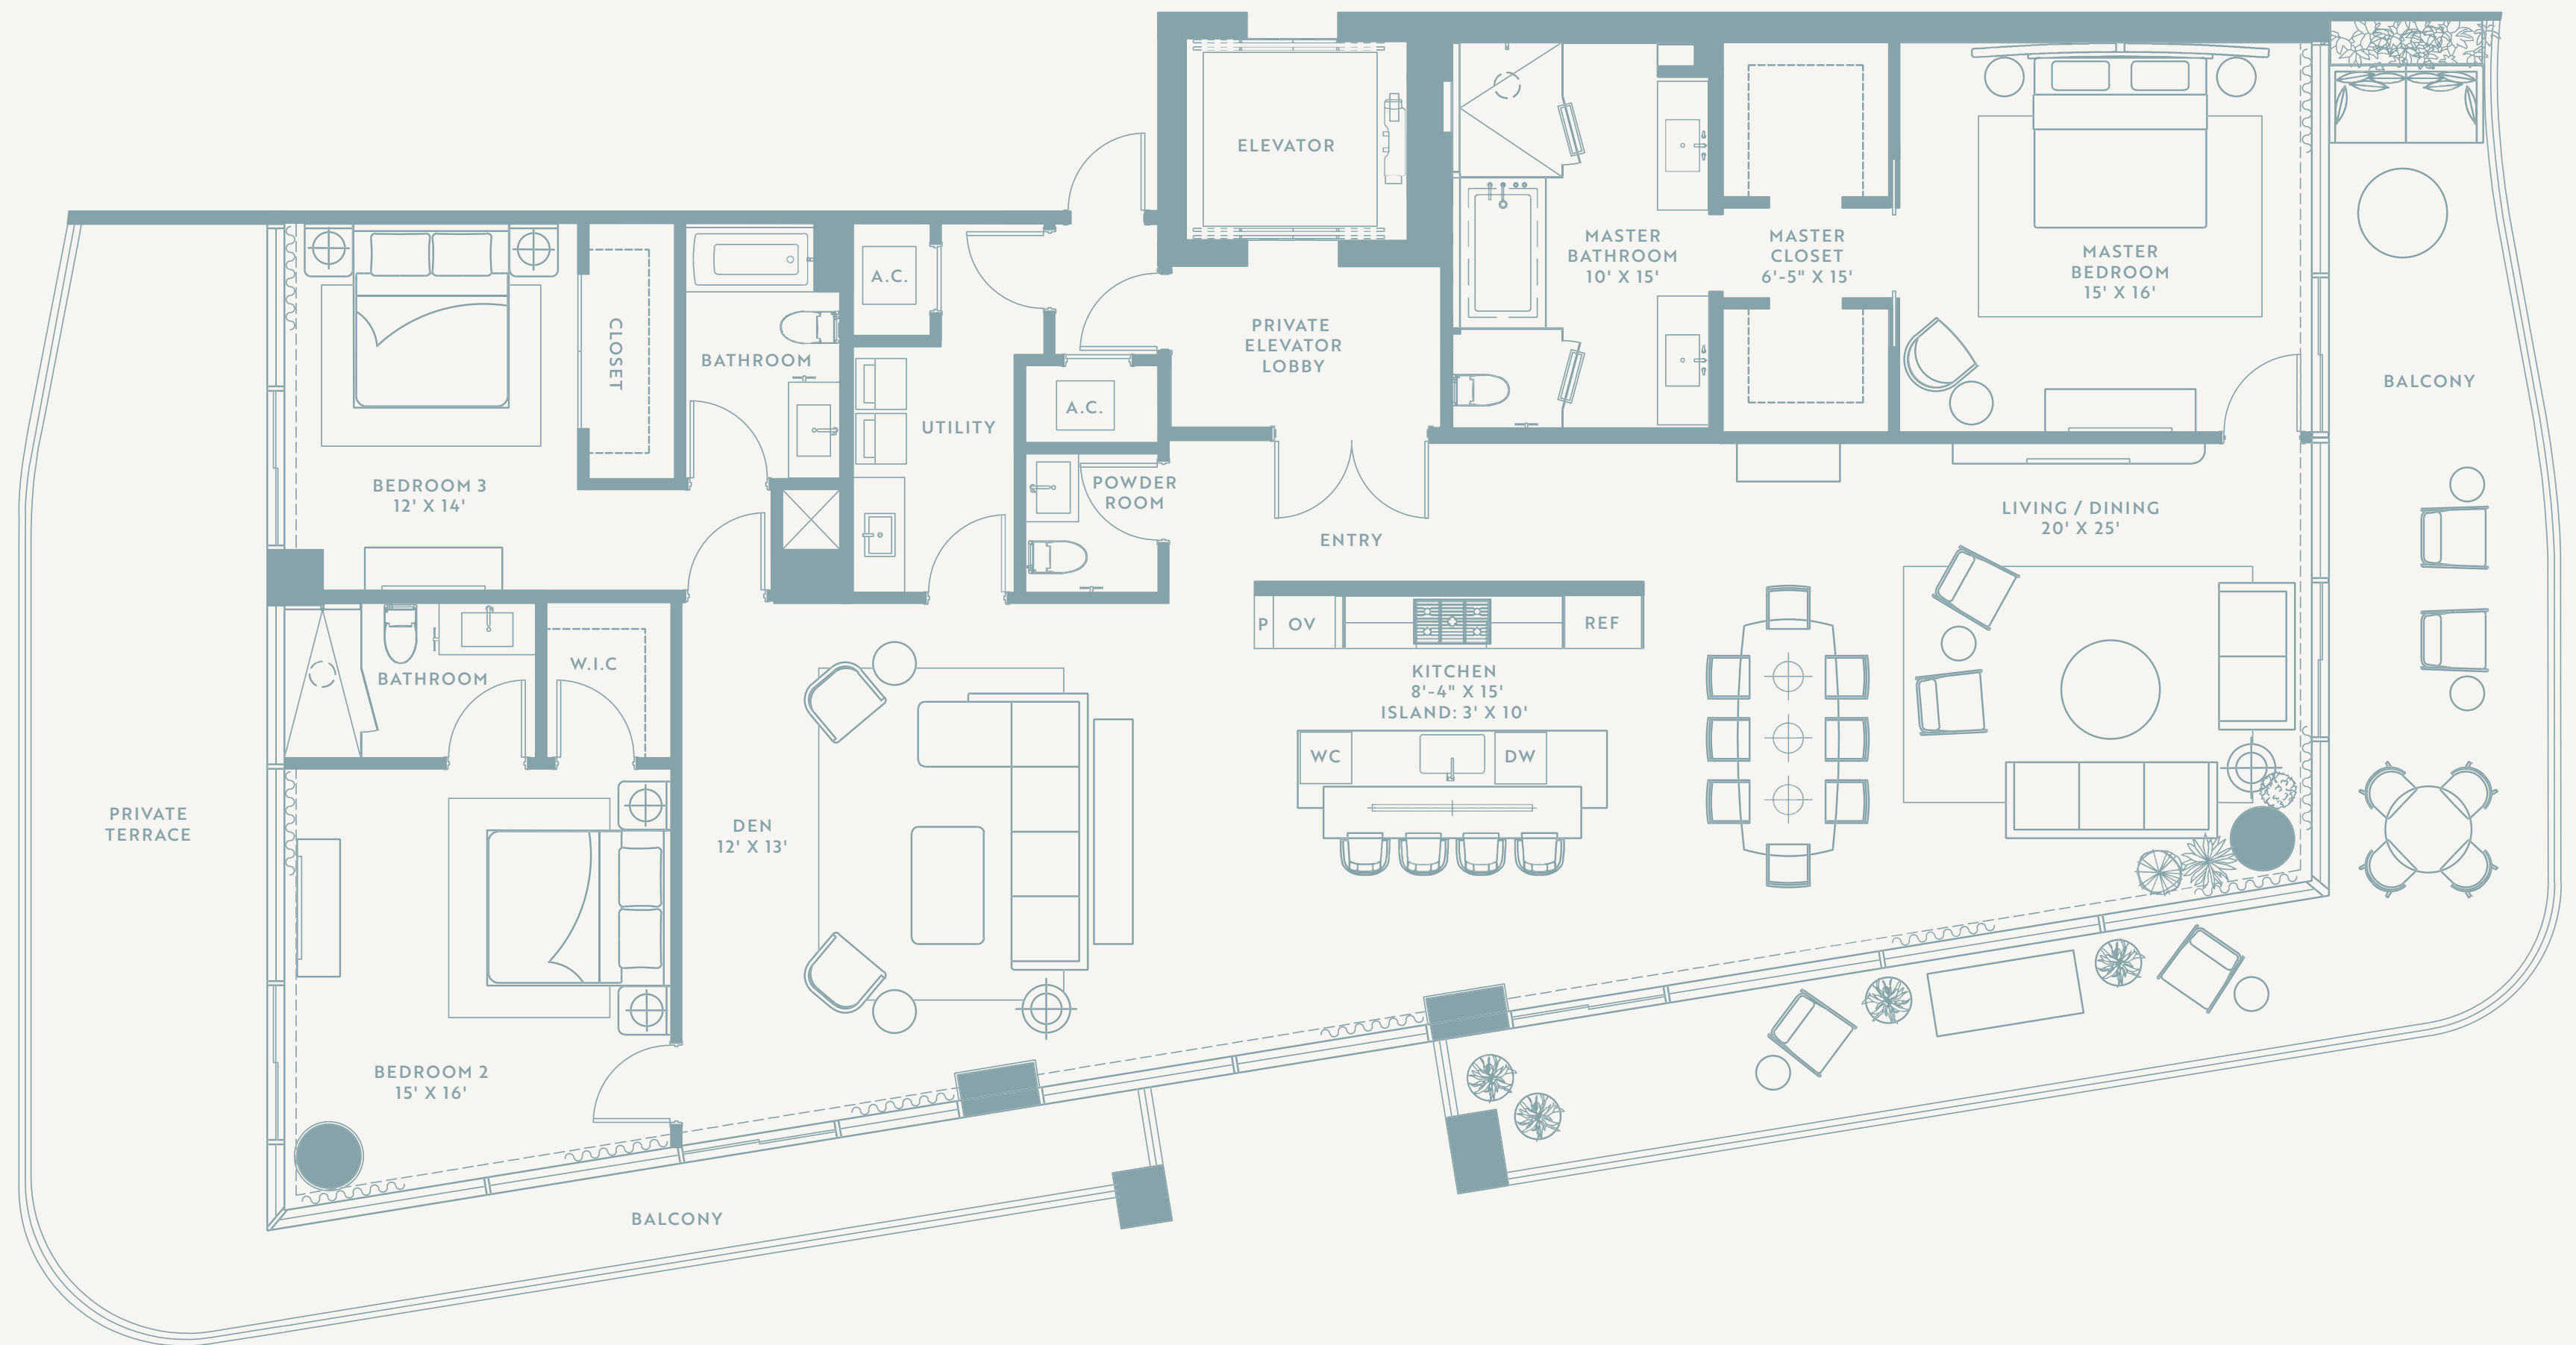 ELEVATOR
A.C.
MASTER
BATHROOM
10' X 15'
MASTER
CLOSET
6'-5" X 15'
MASTER
BEDROOM
15' X 16'
PRIVATE
ELEVATOR
LOBBY
CLOSET
BATHROOM
BALCONY
A.C.
UTILITY
BEDROOM 3
12' X 14'
POWDER
ROOM
LIVING / DINING
20' X 25'
ENTRY
P
OV
REF
W.I.C
BATHROOM
KITCHEN
8'-4" X 15'
ISLAND: 3' X 10'
WC
DW
PRIVATE
TERRACE
DEN
12' X 13'
BEDROOM 2
15' X 16'
BALCONY